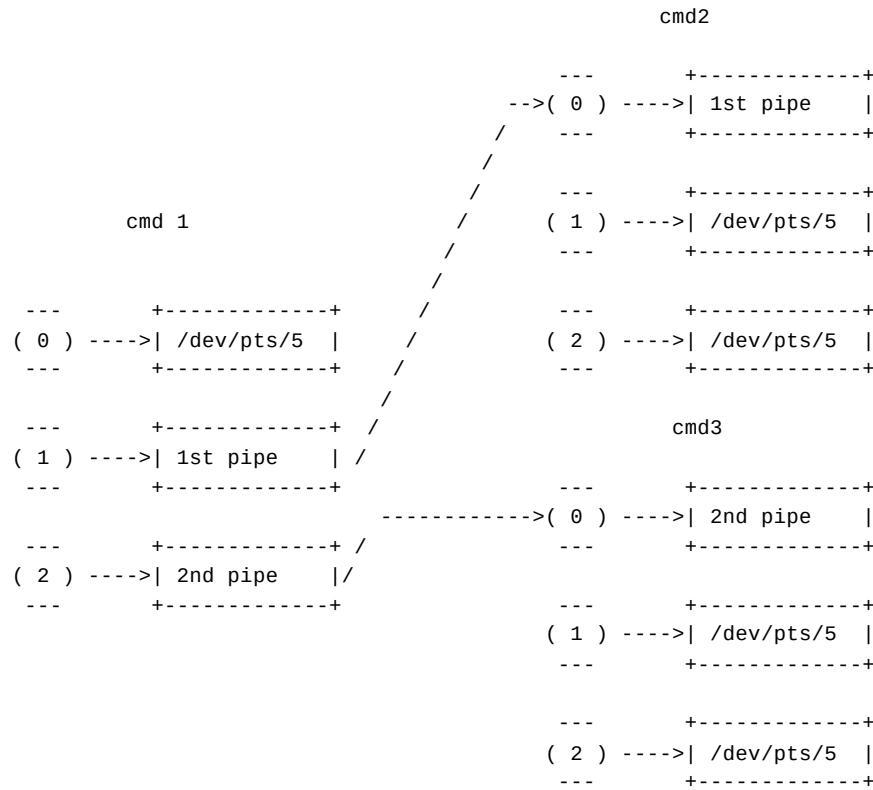 cmd2
--- +-------------+
-->( 0 ) ---->| 1st pipe |
/ --- +-------------+
/
/ --- +-------------+
cmd 1 / ( 1 ) ---->| /dev/pts/5 |
/ --- +-------------+
/
--- +-------------+ / --- +-------------+
( 0 ) ---->| /dev/pts/5 | / ( 2 ) ---->| /dev/pts/5 |
--- +-------------+ / --- +-------------+
/
--- +-------------+ / cmd3
( 1 ) ---->| 1st pipe | /
--- +-------------+ --- +-------------+
------------>( 0 ) ---->| 2nd pipe |
--- +-------------+ / --- +-------------+
( 2 ) ---->| 2nd pipe |/
--- +-------------+ --- +-------------+
( 1 ) ---->| /dev/pts/5 |
--- +-------------+
--- +-------------+
( 2 ) ---->| /dev/pts/5 |
--- +-------------+